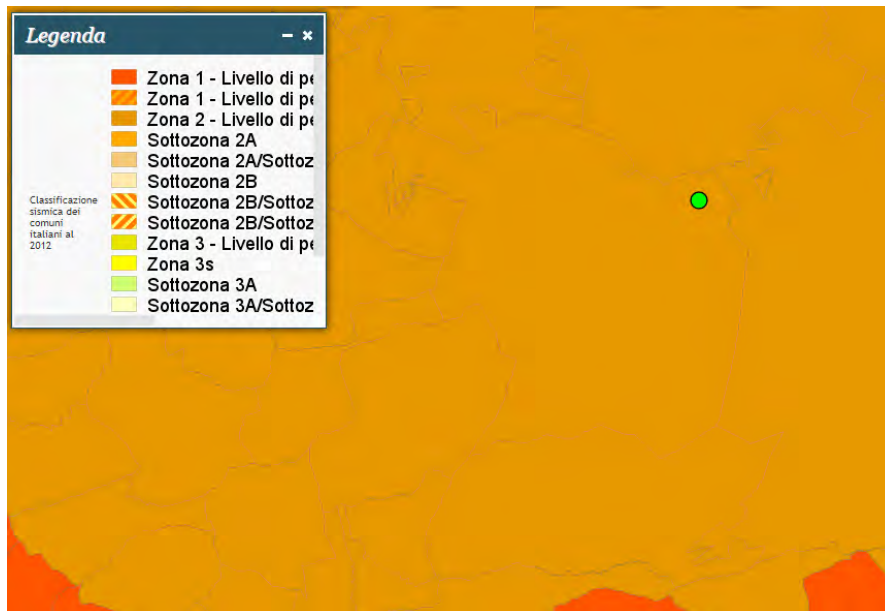 Legenda
Zona 1 - Livello di pe
Zona 1 - Livello di pe
Zona 2 - Livello di pe
Sottozona 2A
Sottozona 2A/Sottoz
Sottozona 2B
Sottozona 2B/Sottoz
Sottozona 2B/Sottoz
Zona 3 - Livello di pe
Zona 3s
Sottozona 3A
Sottozona 3A/Sottoz
Classificazione
sismica dei
comuni
italiani al
2012